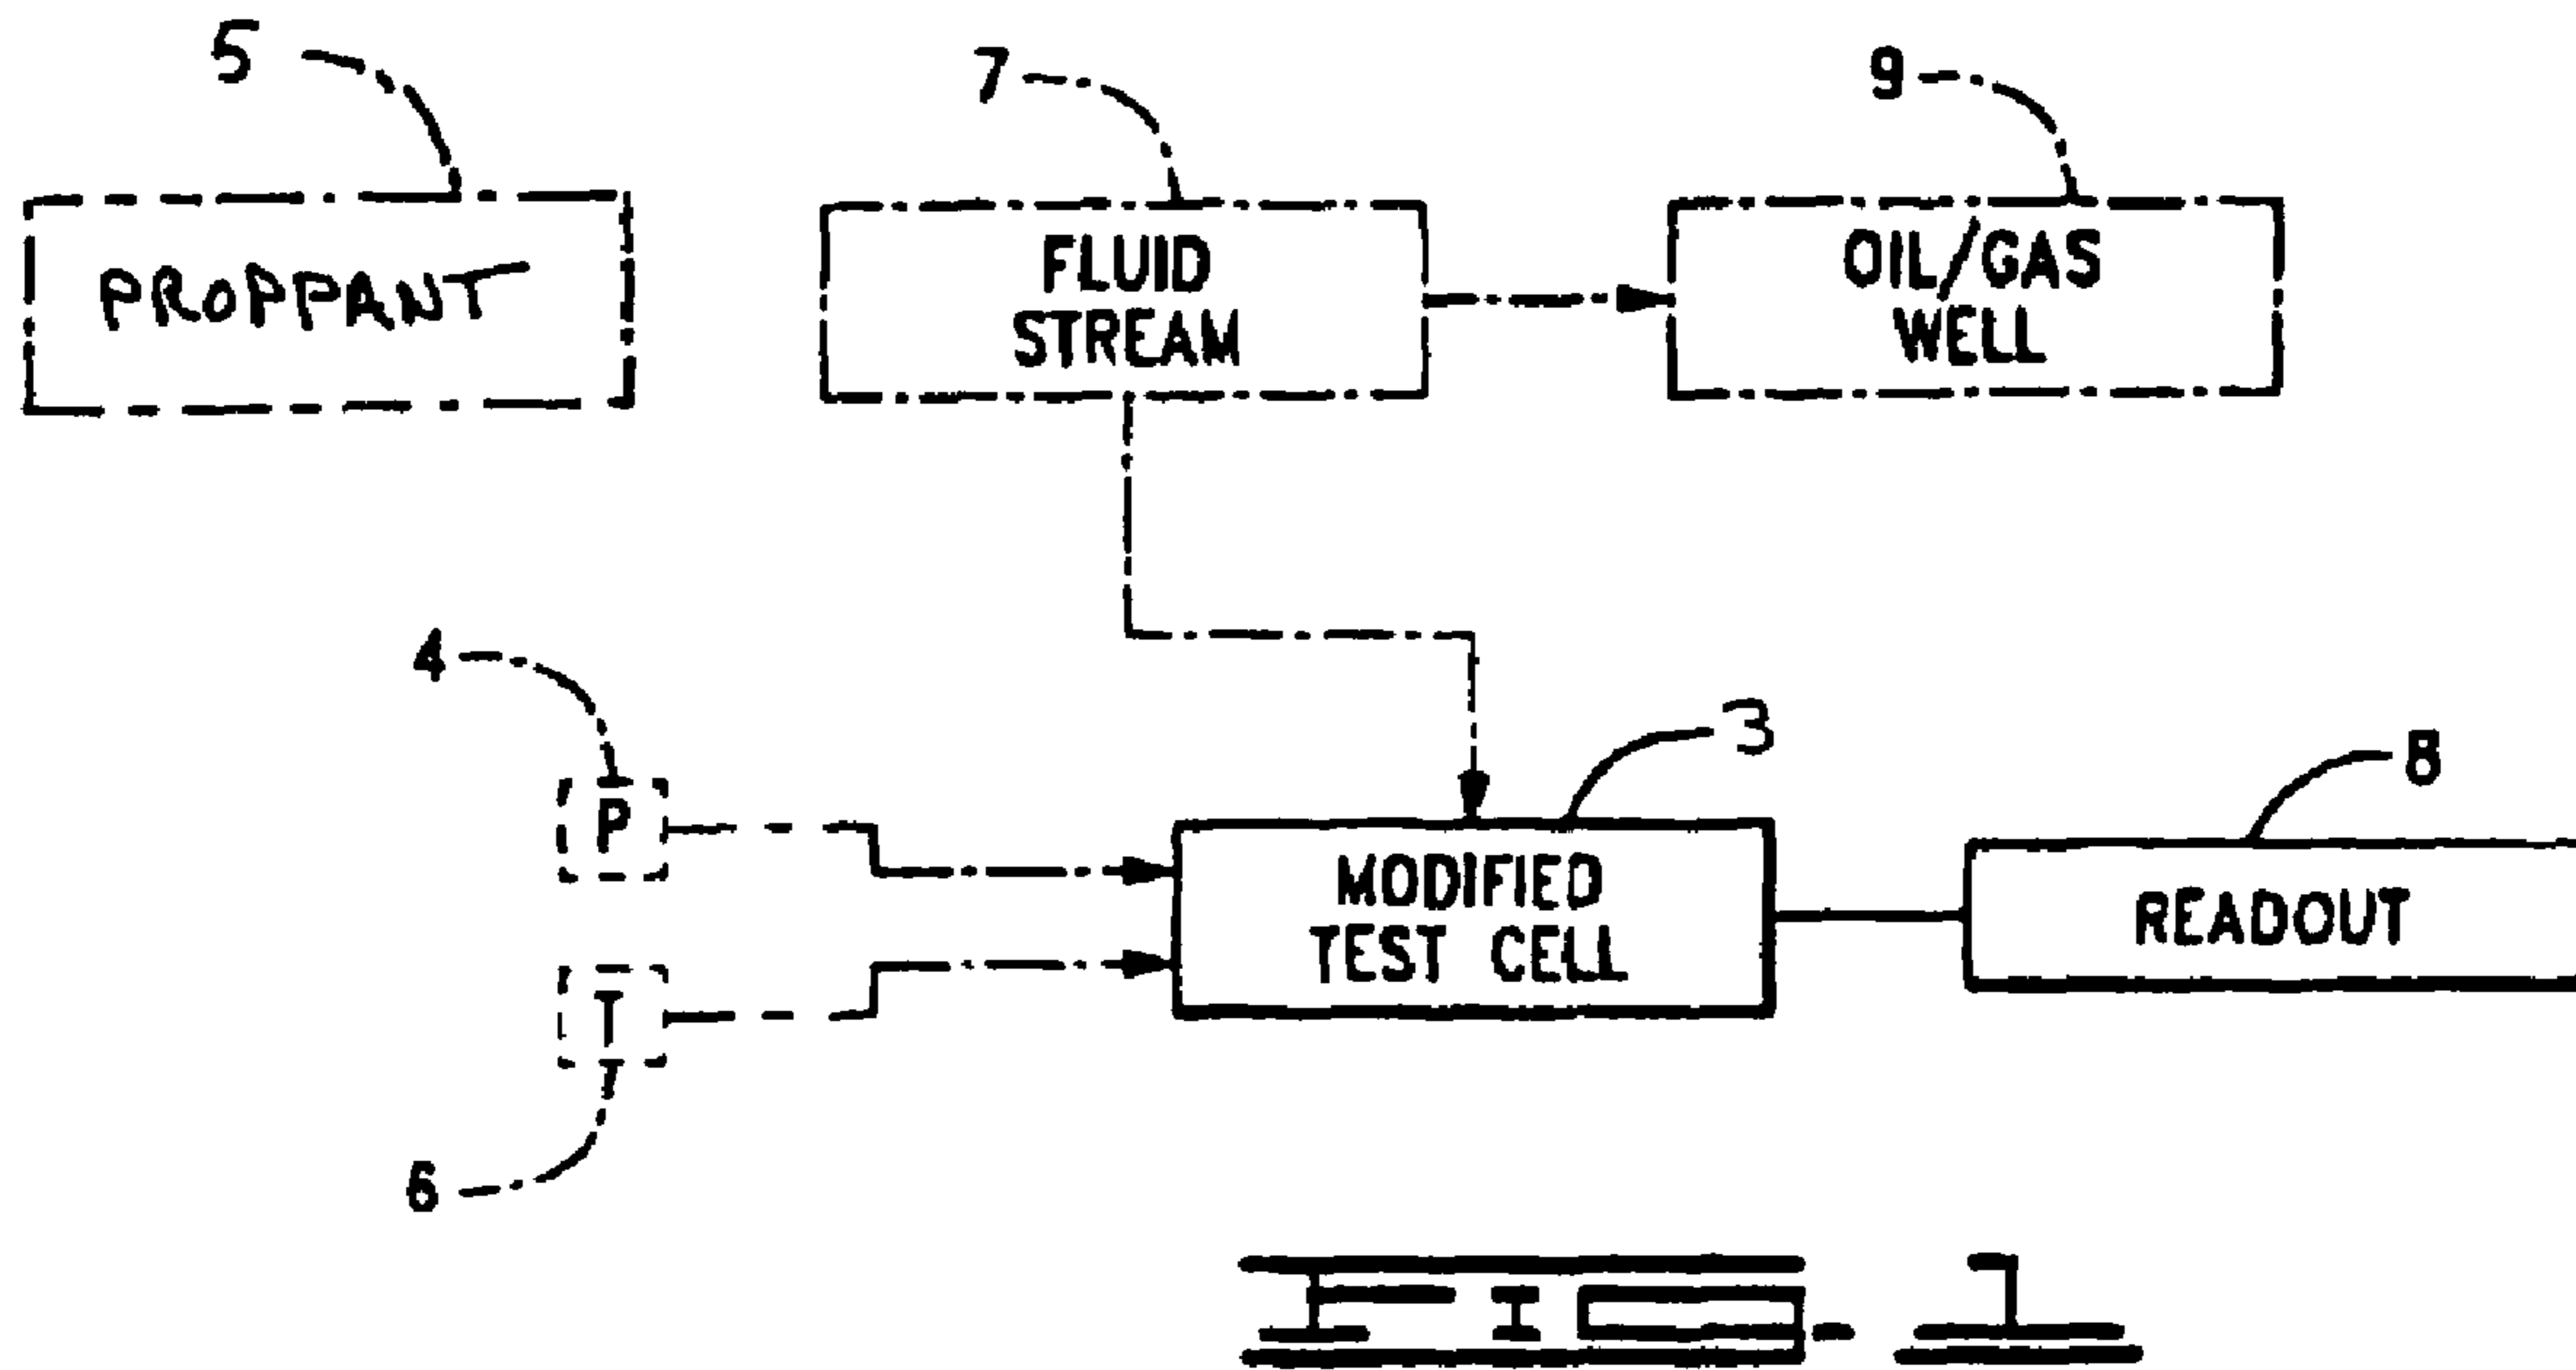 5
7
9
PROPPANT
FLUID
STREAM
OIL/GAS
WELL
4
3
8
P
MODIFIED
TEST CELL
READOUT
T
6
FIG-1